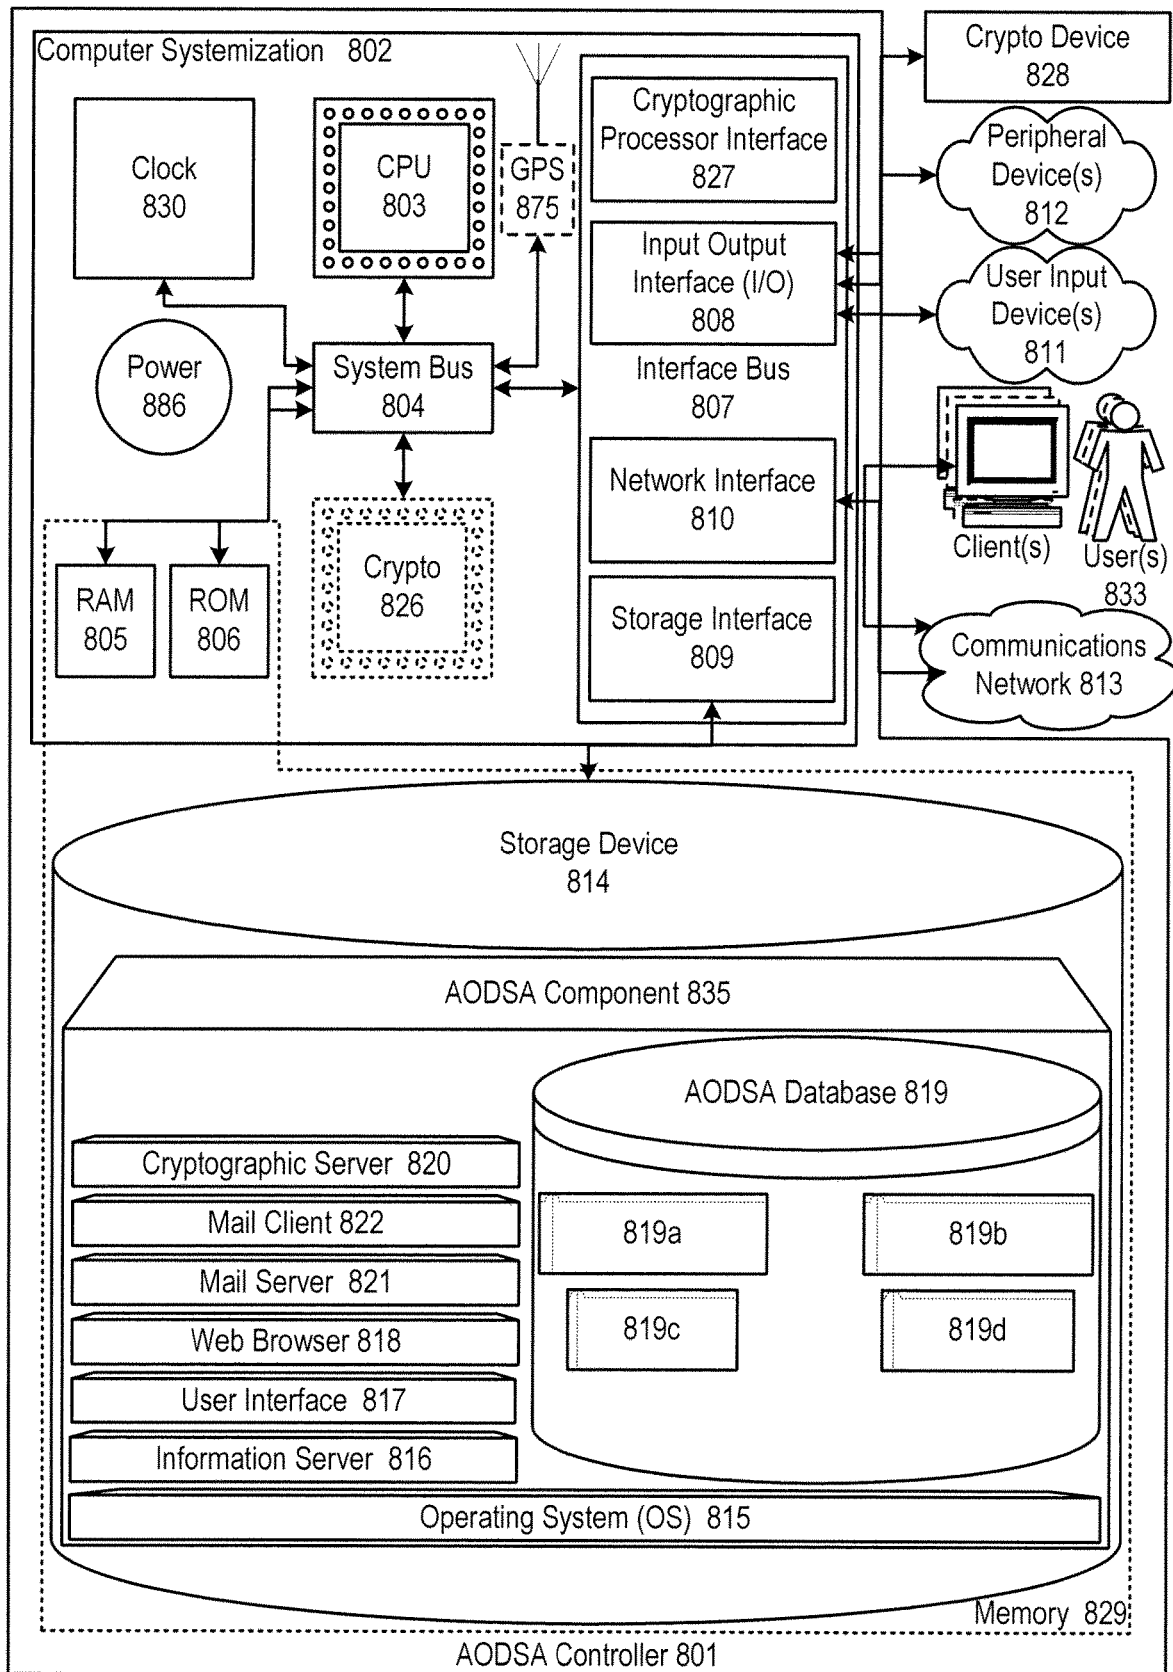 Computer Systemization 802
Clock
830
CPU
803
GPS
875
Cryptographic
Processor Interface
827
Input Output
Interface (I/O)
808
Interface Bus
807
Network Interface
810
Storage Interface
809
Power
886
System Bus
804
Crypto
826
RAM
805
ROM
806
Crypto Device
828
Peripheral
Device(s)
812
User Input
Device(s)
811
Client(s)
User(s)
833
Communications
Network 813
Storage Device
814
AODSA Component 835
AODSA Database 819
819a
819b
819c
819d
Cryptographic Server 820
Mail Client 822
Mail Server 821
Web Browser 818
User Interface 817
Information Server 816
Operating System (OS) 815
Memory 829
AODSA Controller 801